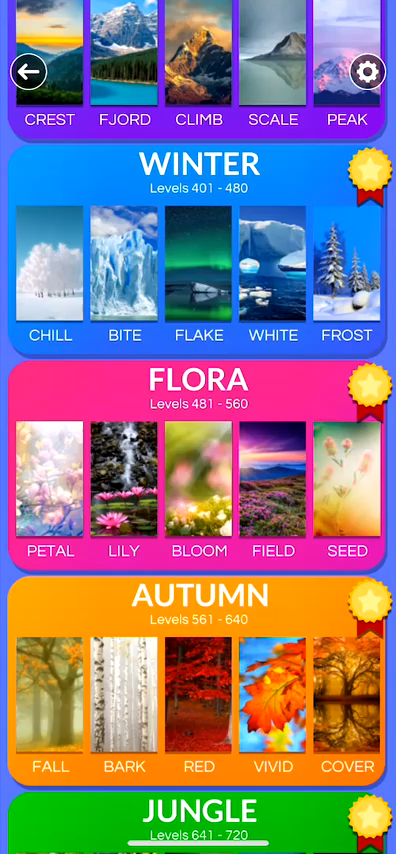 CREST FJORD CLIMB SCALE PEAK
WINTER
Levels 401 - 480
CHILL BITE FLAKE WHITE FROST
FLORA
Levels 481 - 560
PETAL LILY BLOOM FIELD SEED
AUTUMN
Levels 561 - 640
FALL BARK RED VIVID COVER
JUNGLE
Levels 641 - 720